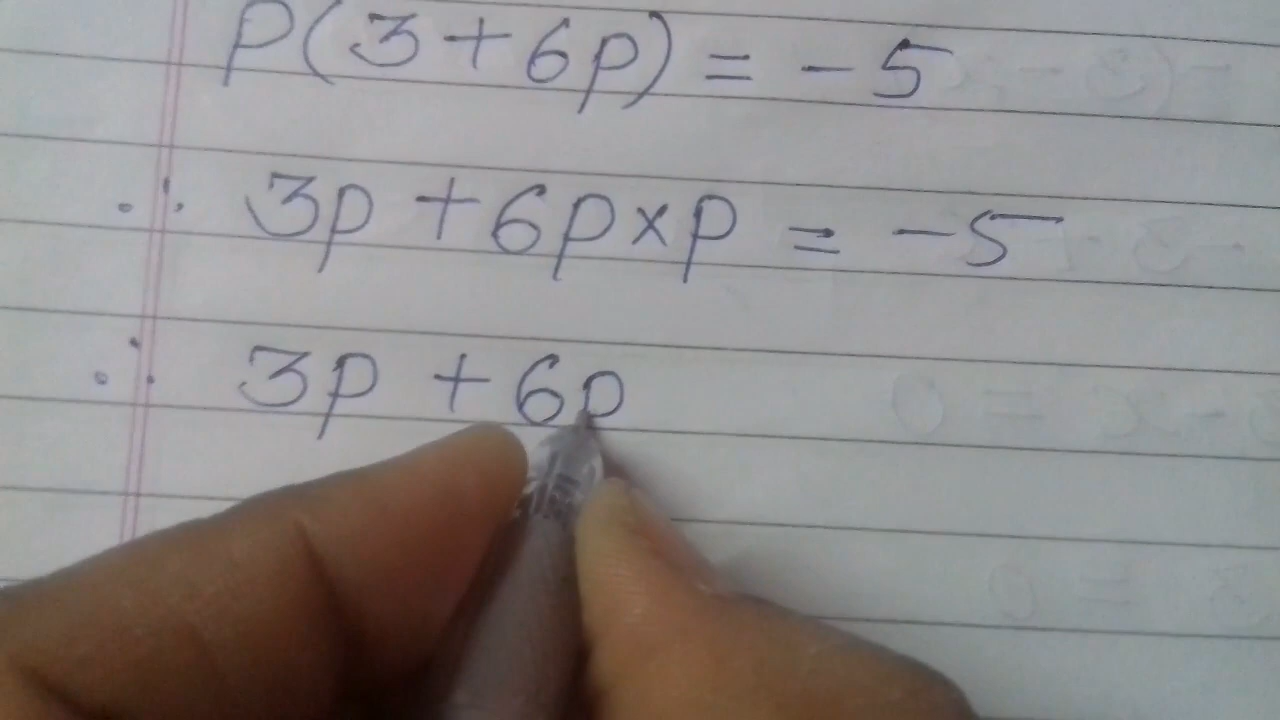 P(3+6p) = -5
∴ 3p + 6p×p = -5
∴ 3p + 6p